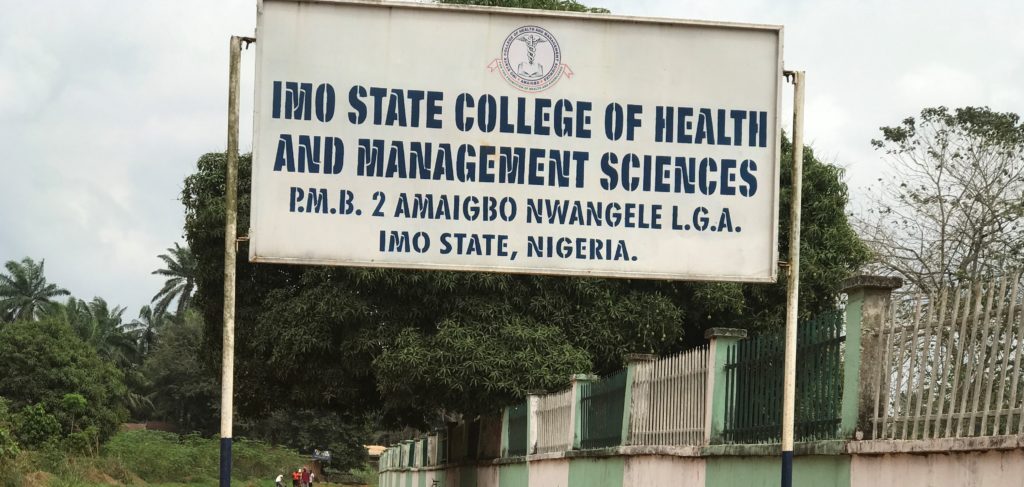 IMO STATE COLLEGE OF HEALTH
AND MANAGEMENT SCIENCES
P.M.B. 2 AMAIGBO NWANGELE L.G.A.
IMO STATE, NIGERIA.